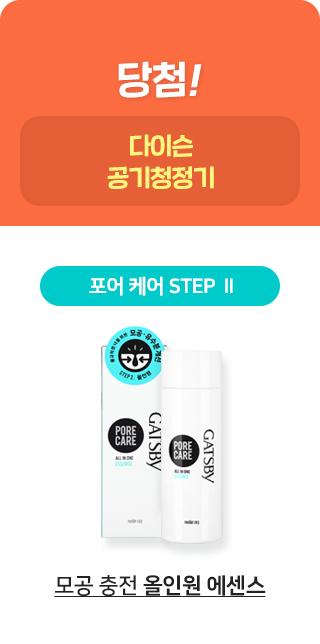 당첨!
다이슨
공기청정기
포어 케어 STEP Ⅱ
모공·유수분 개선
STEP2. 올인원
PORE
CARE
ALL IN ONE
ESSENCE
GATSBY
PORE
CARE
ALL IN ONE
ESSENCE
GATSBY
모공 충전 올인원 에센스